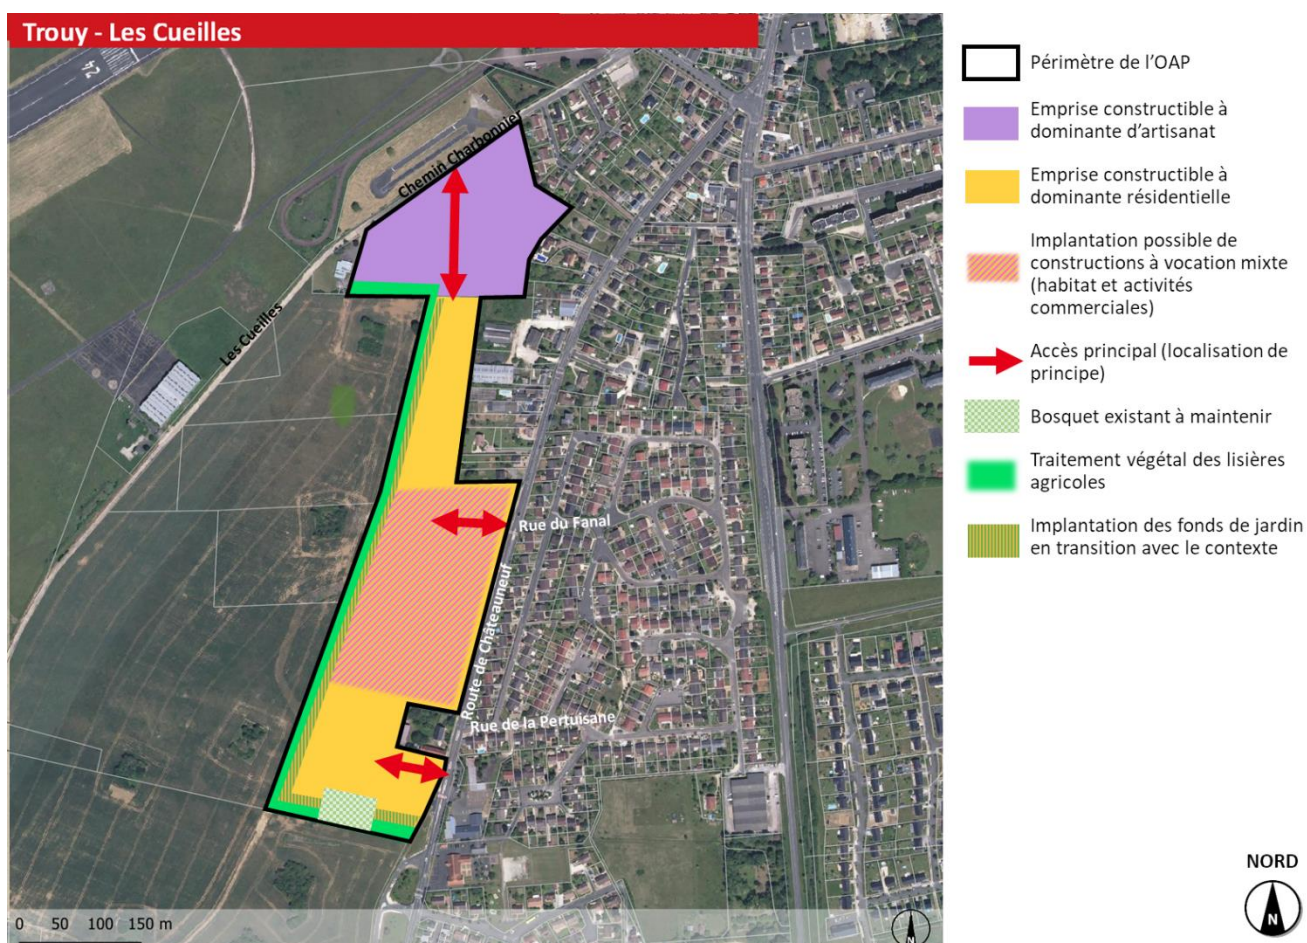 Trouy - Les Cueilles
24
Chemin Charbonnier
Les Cueilles
Rue du Fanal
Route de Châteauneuf
Rue de la Pertuisane
0 50 100 150 m
N
Périmètre de l'OAP
Emprise constructible à
dominante d'artisanat
Emprise constructible à
dominante résidentielle
Implantation possible de
constructions à vocation mixte
(habitat et activités
commerciales)
Accès principal (localisation de
principe)
Bosquet existant à maintenir
Traitement végétal des lisières
agricoles
Implantation des fonds de jardin
en transition avec le contexte
NORD
N